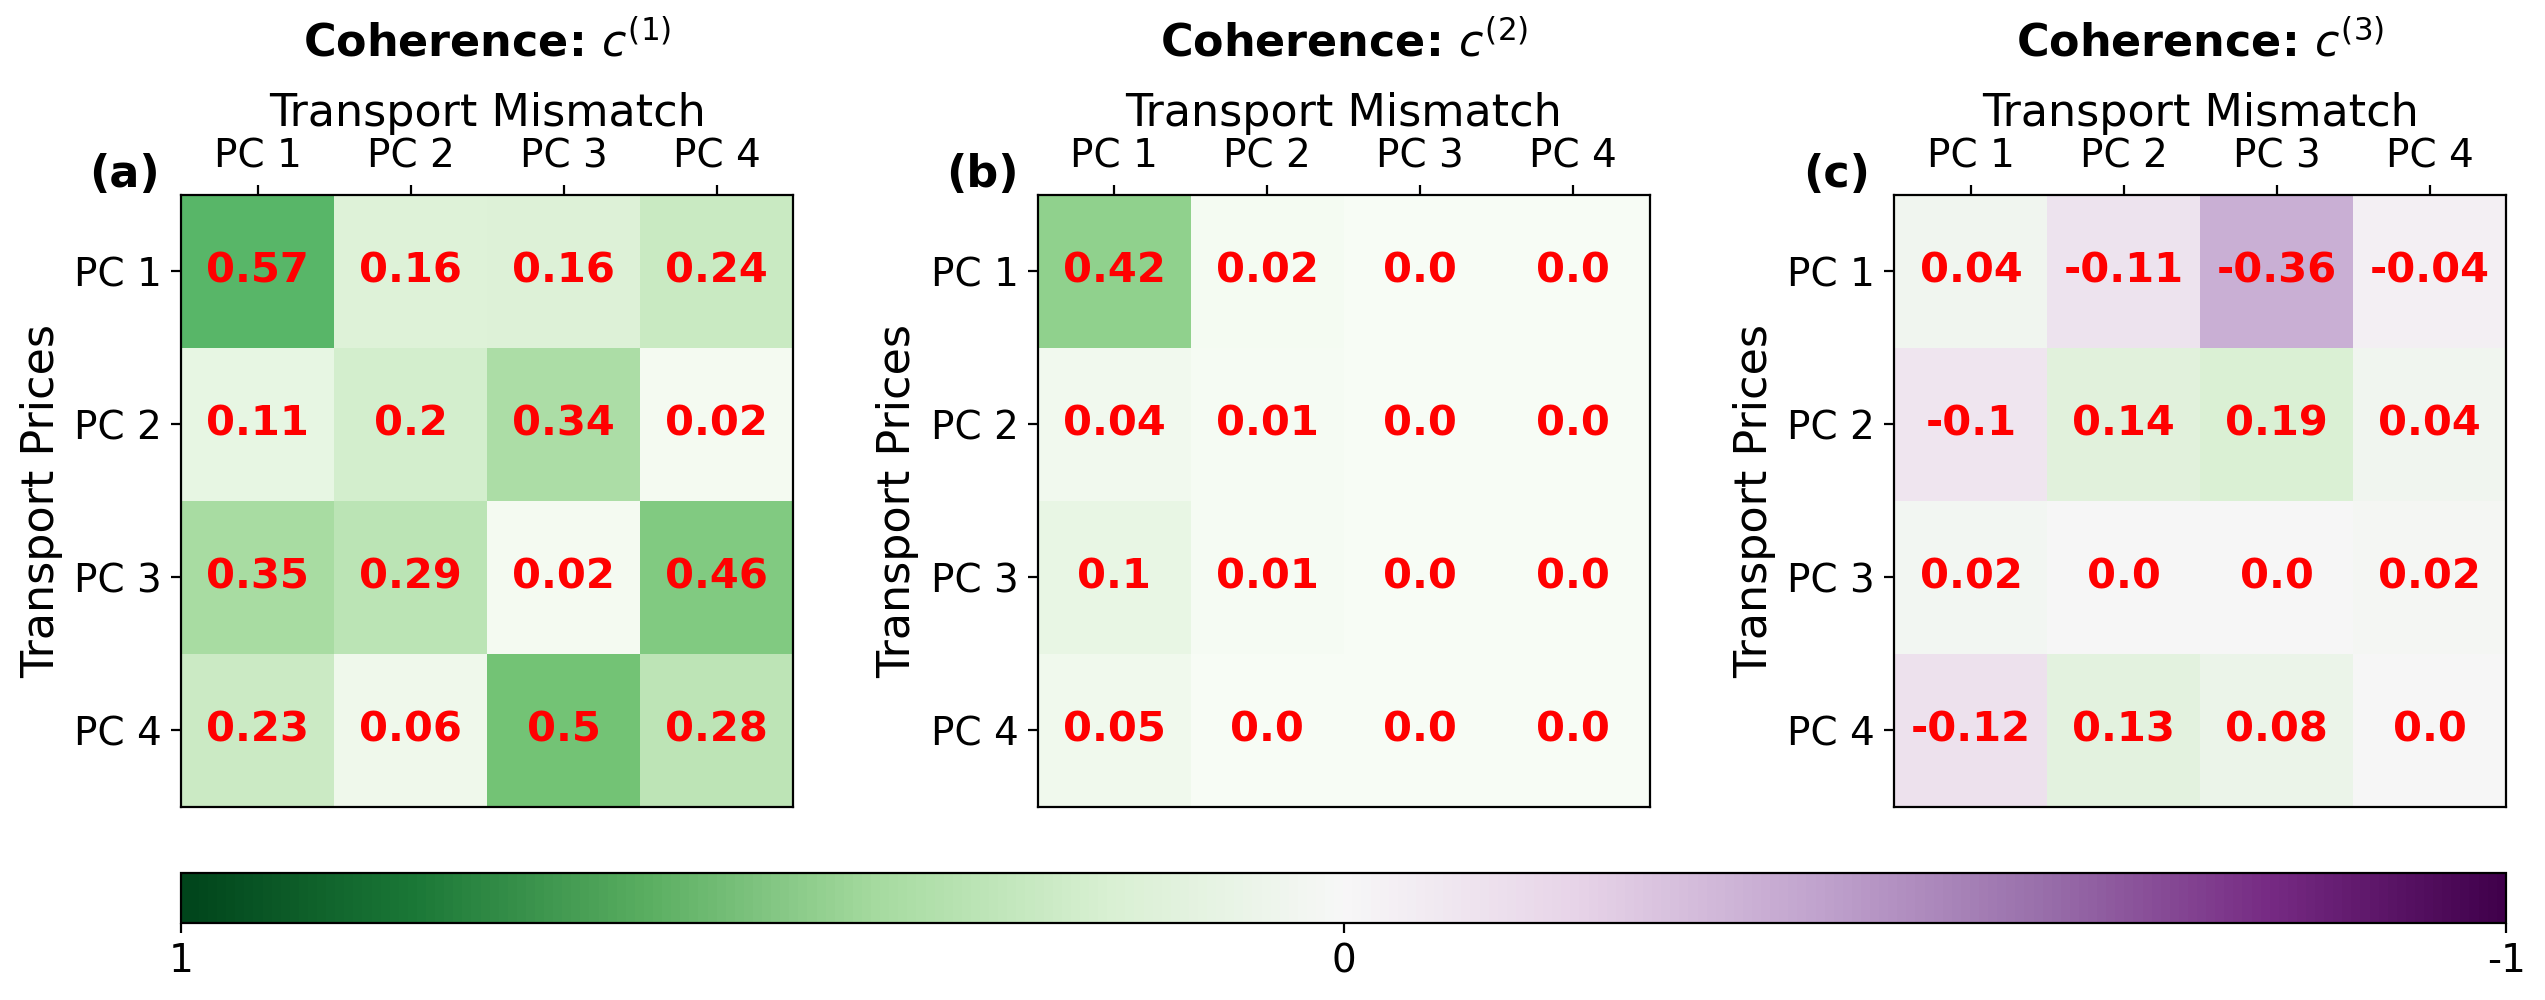 Coherence: c^(1)
Transport Mismatch
PC 1 PC 2 PC 3 PC 4
(a)
Transport Prices
PC 1 0.57 0.16 0.16 0.24
PC 2 0.11 0.2 0.34 0.02
PC 3 0.35 0.29 0.02 0.46
PC 4 0.23 0.06 0.5 0.28
Coherence: c^(2)
Transport Mismatch
PC 1 PC 2 PC 3 PC 4
(b)
Transport Prices
PC 1 0.42 0.02 0.0 0.0
PC 2 0.04 0.01 0.0 0.0
PC 3 0.1 0.01 0.0 0.0
PC 4 0.05 0.0 0.0 0.0
Coherence: c^(3)
Transport Mismatch
PC 1 PC 2 PC 3 PC 4
(c)
Transport Prices
PC 1 0.04 -0.11 -0.36 -0.04
PC 2 -0.1 0.14 0.19 0.04
PC 3 0.02 0.0 0.0 0.02
PC 4 -0.12 0.13 0.08 0.0
1 0 -1